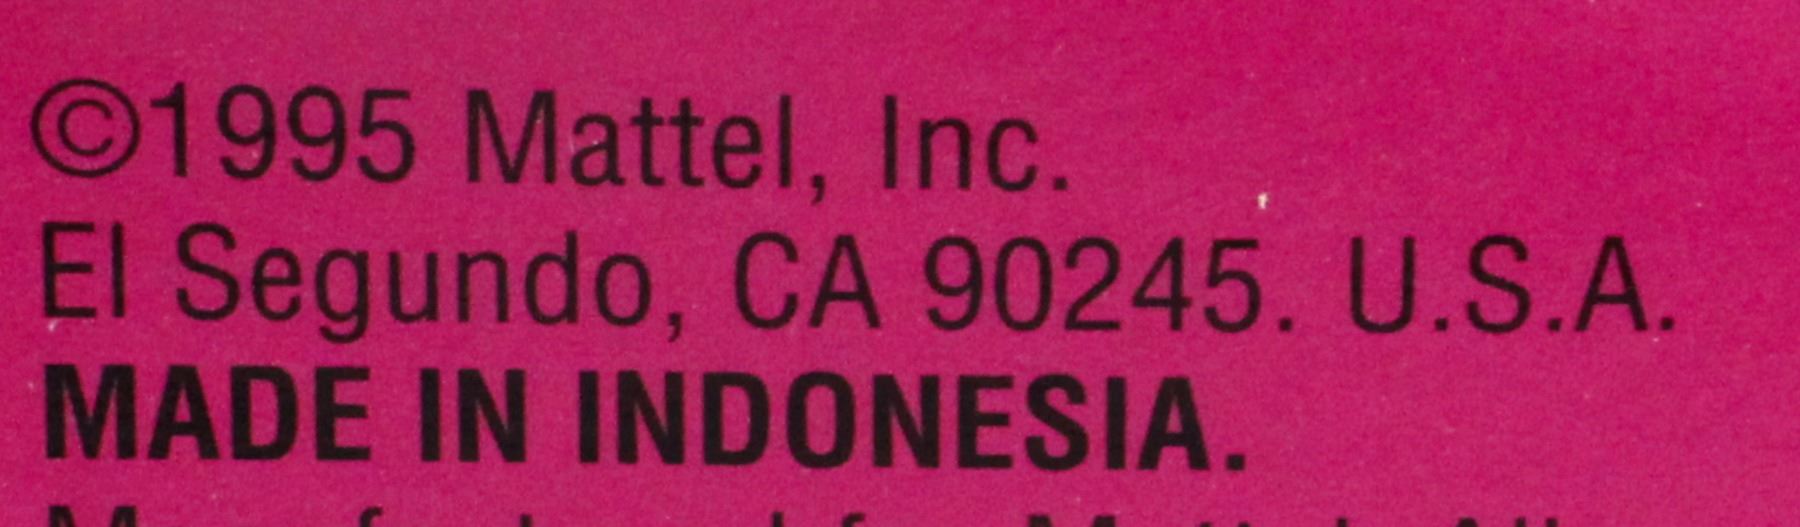 ©1995 Mattel, Inc.
El Segundo, CA 90245. U.S.A.
MADE IN INDONESIA.